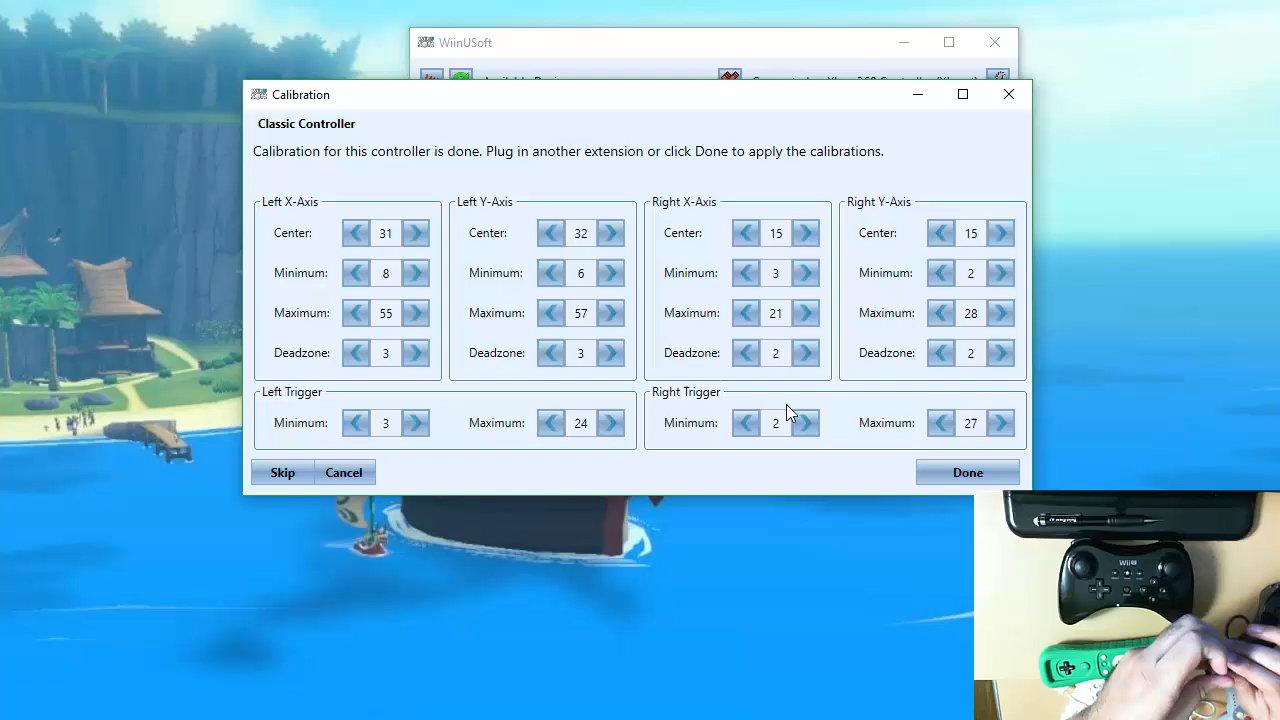 WiinUSoft
Calibration
Classic Controller
Calibration for this controller is done. Plug in another extension or click Done to apply the calibrations.
Left X-Axis
Center: 31
Minimum: 8
Maximum: 55
Deadzone: 3
Left Y-Axis
Center: 32
Minimum: 6
Maximum: 57
Deadzone: 3
Right X-Axis
Center: 15
Minimum: 3
Maximum: 21
Deadzone: 2
Right Y-Axis
Center: 15
Minimum: 2
Maximum: 28
Deadzone: 2
Left Trigger
Minimum: 3 Maximum: 24
Right Trigger
Minimum: 2 Maximum: 27
Skip Cancel Done